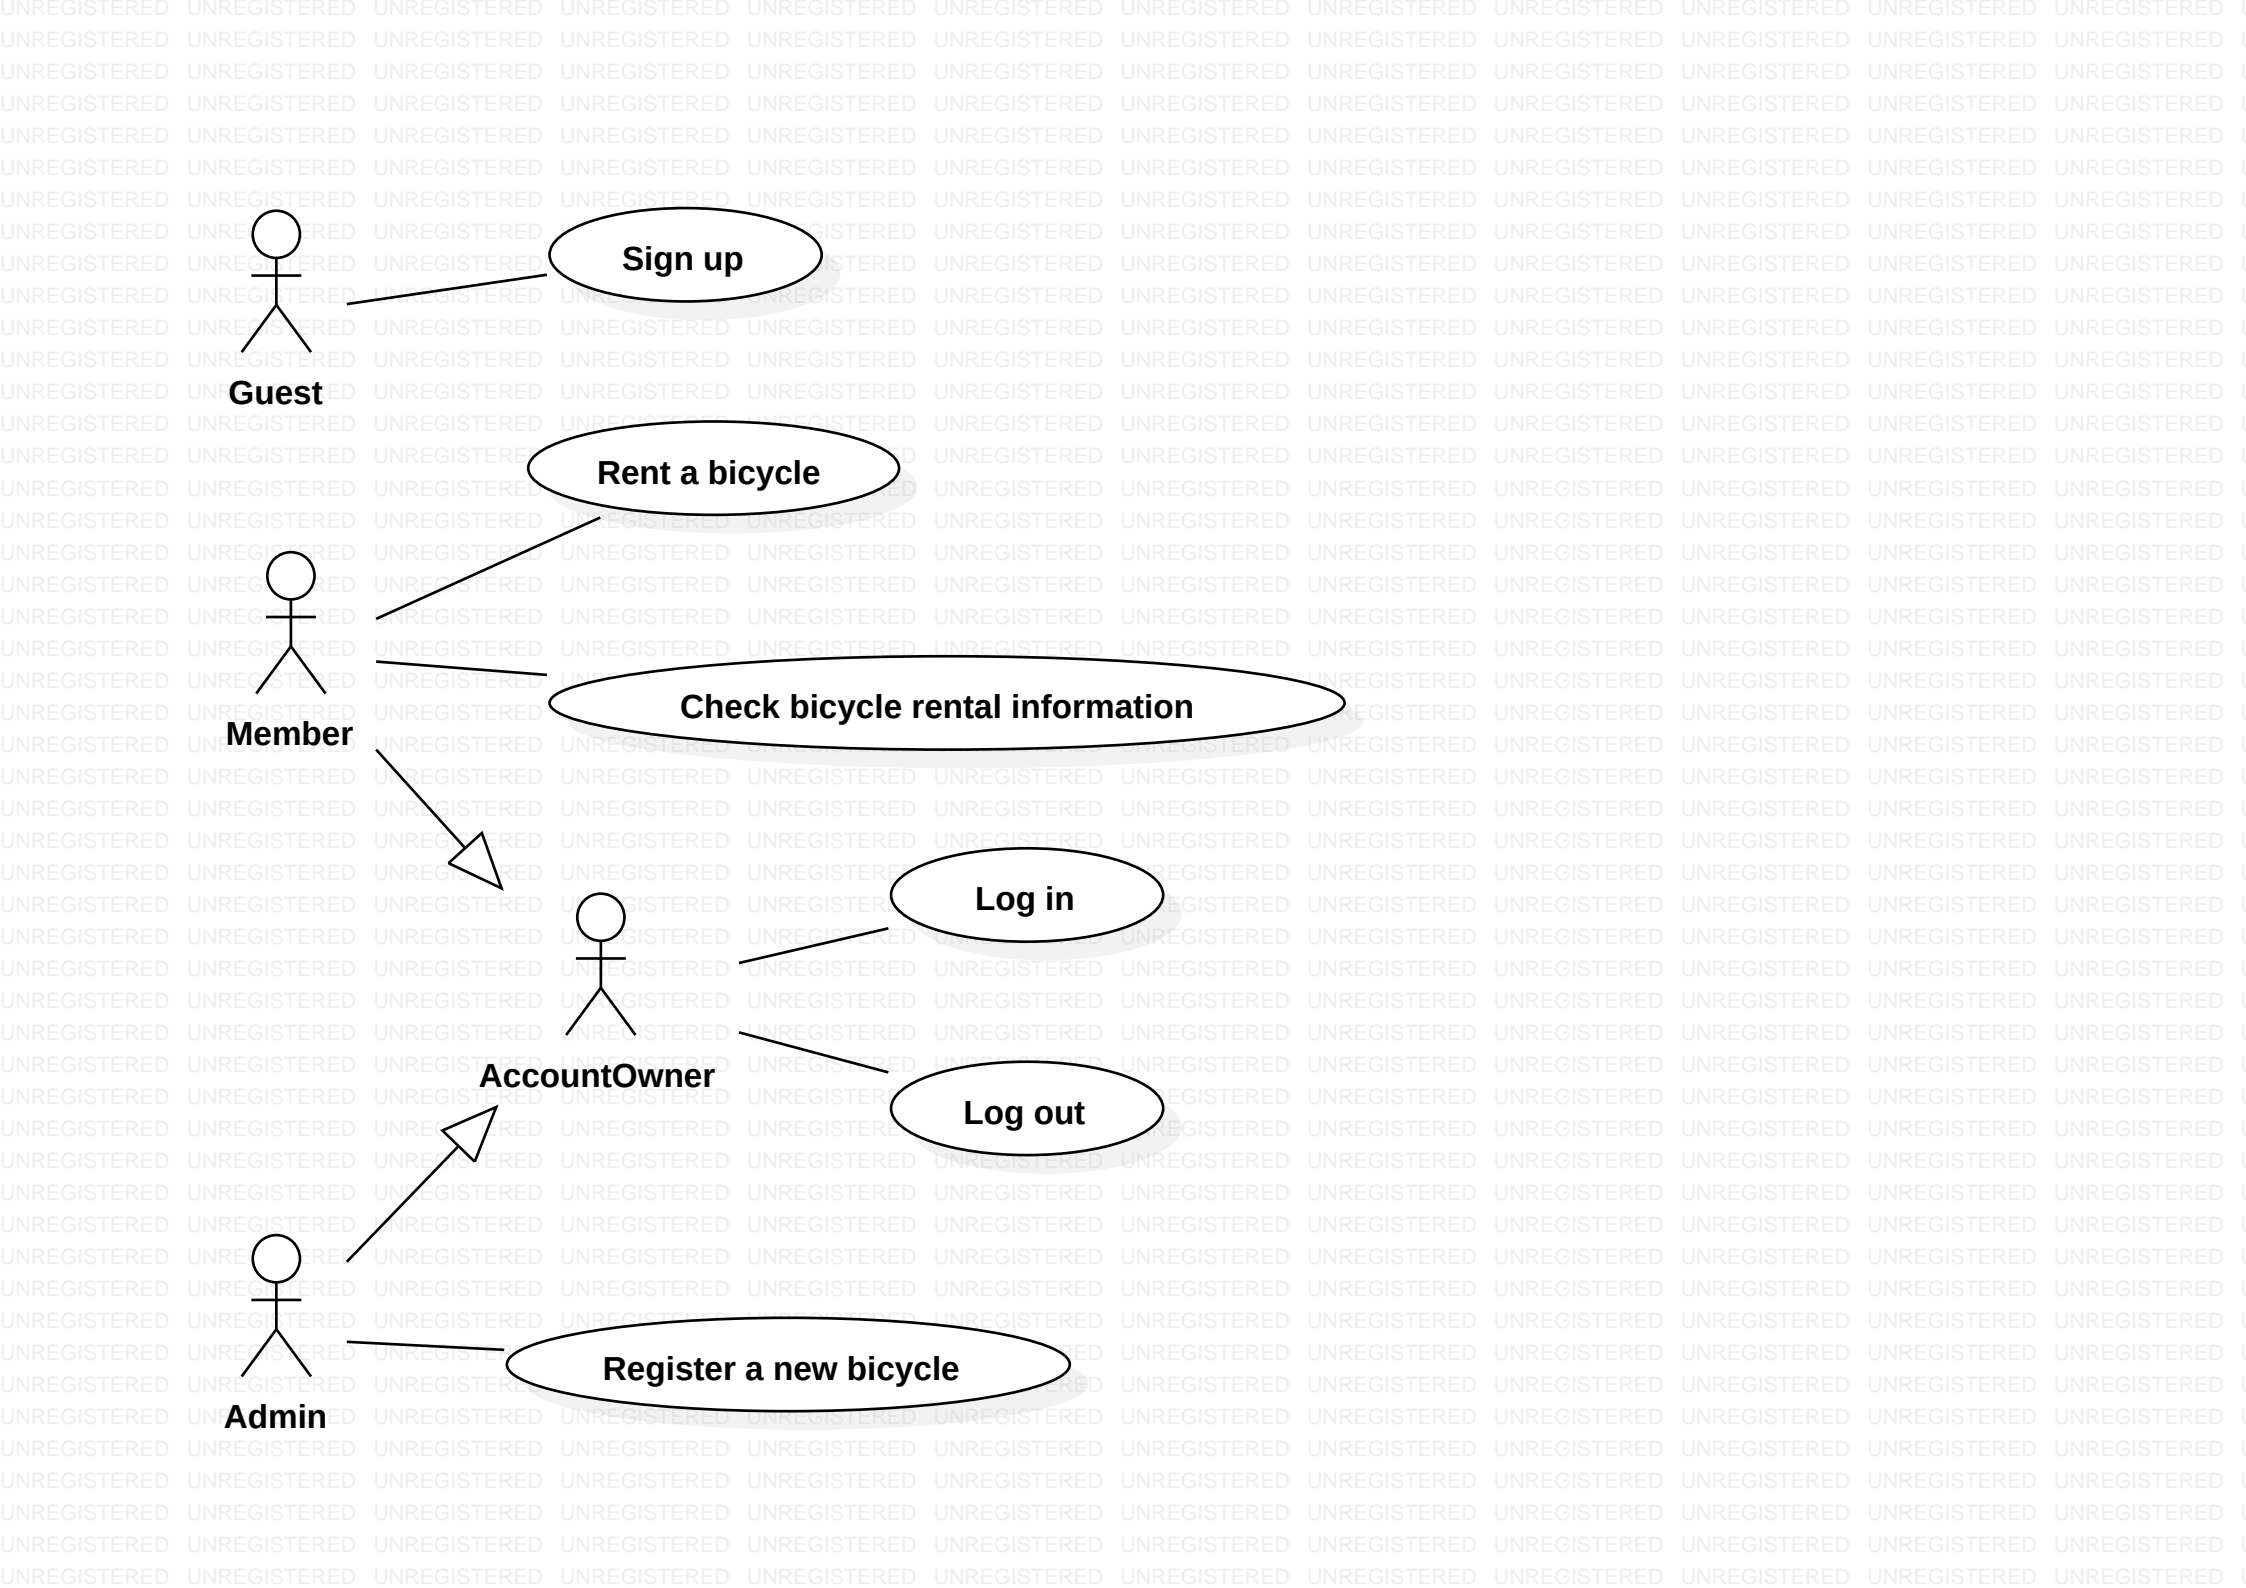 Sign up
Guest
Rent a bicycle
Check bicycle rental information
Member
Log in
AccountOwner
Log out
Register a new bicycle
Admin
UNREGISTERED